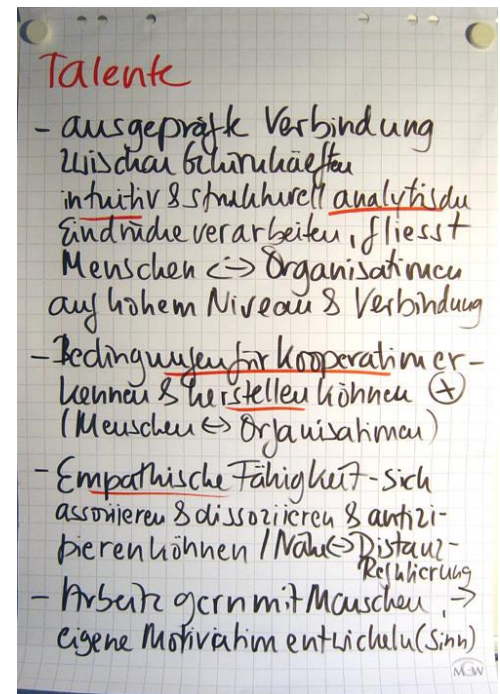 Talente
- ausgeprägte Verbindung
zwischen Gehirnhälften
intuitiv & strukturell analytische
Eindrücke verarbeiten, fliesst
Menschen <-> Organisationen
auf hohem Niveau & Verbindung
- Bedingungen für Kooperation er-
kennen & herstellen können (+)
(Menschen <-> Organisationen)
- Empathische Fähigkeit - sich
assoziieren & dissoziieren & antizi-
pieren können / Nähe <-> Distanz-
Regulierung
- Arbeite gern mit Menschen, ->
eigene Motivation entwickeln (Sinn)
MGW